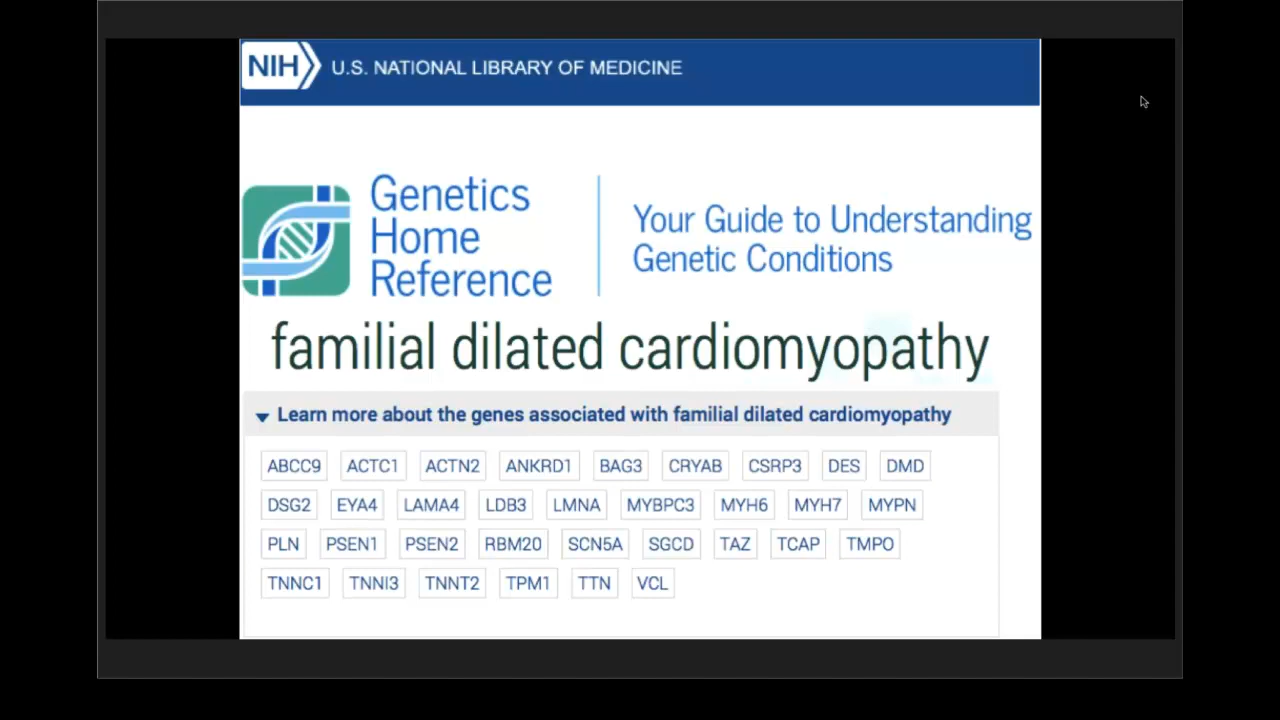 NIH U.S. NATIONAL LIBRARY OF MEDICINE
Genetics
Home
Reference
Your Guide to Understanding
Genetic Conditions
familial dilated cardiomyopathy
Learn more about the genes associated with familial dilated cardiomyopathy
ABCC9 ACTC1 ACTN2 ANKRD1 BAG3 CRYAB CSRP3 DES DMD
DSG2 EYA4 LAMA4 LDB3 LMNA MYBPC3 MYH6 MYH7 MYPN
PLN PSEN1 PSEN2 RBM20 SCN5A SGCD TAZ TCAP TMPO
TNNC1 TNNI3 TNNT2 TPM1 TTN VCL